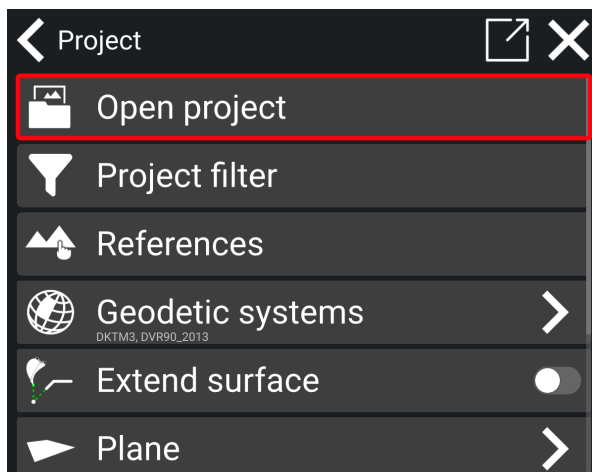 Project
Open project
Project filter
References
Geodetic systems
DKTM3, DVR90_2013
Extend surface
Plane